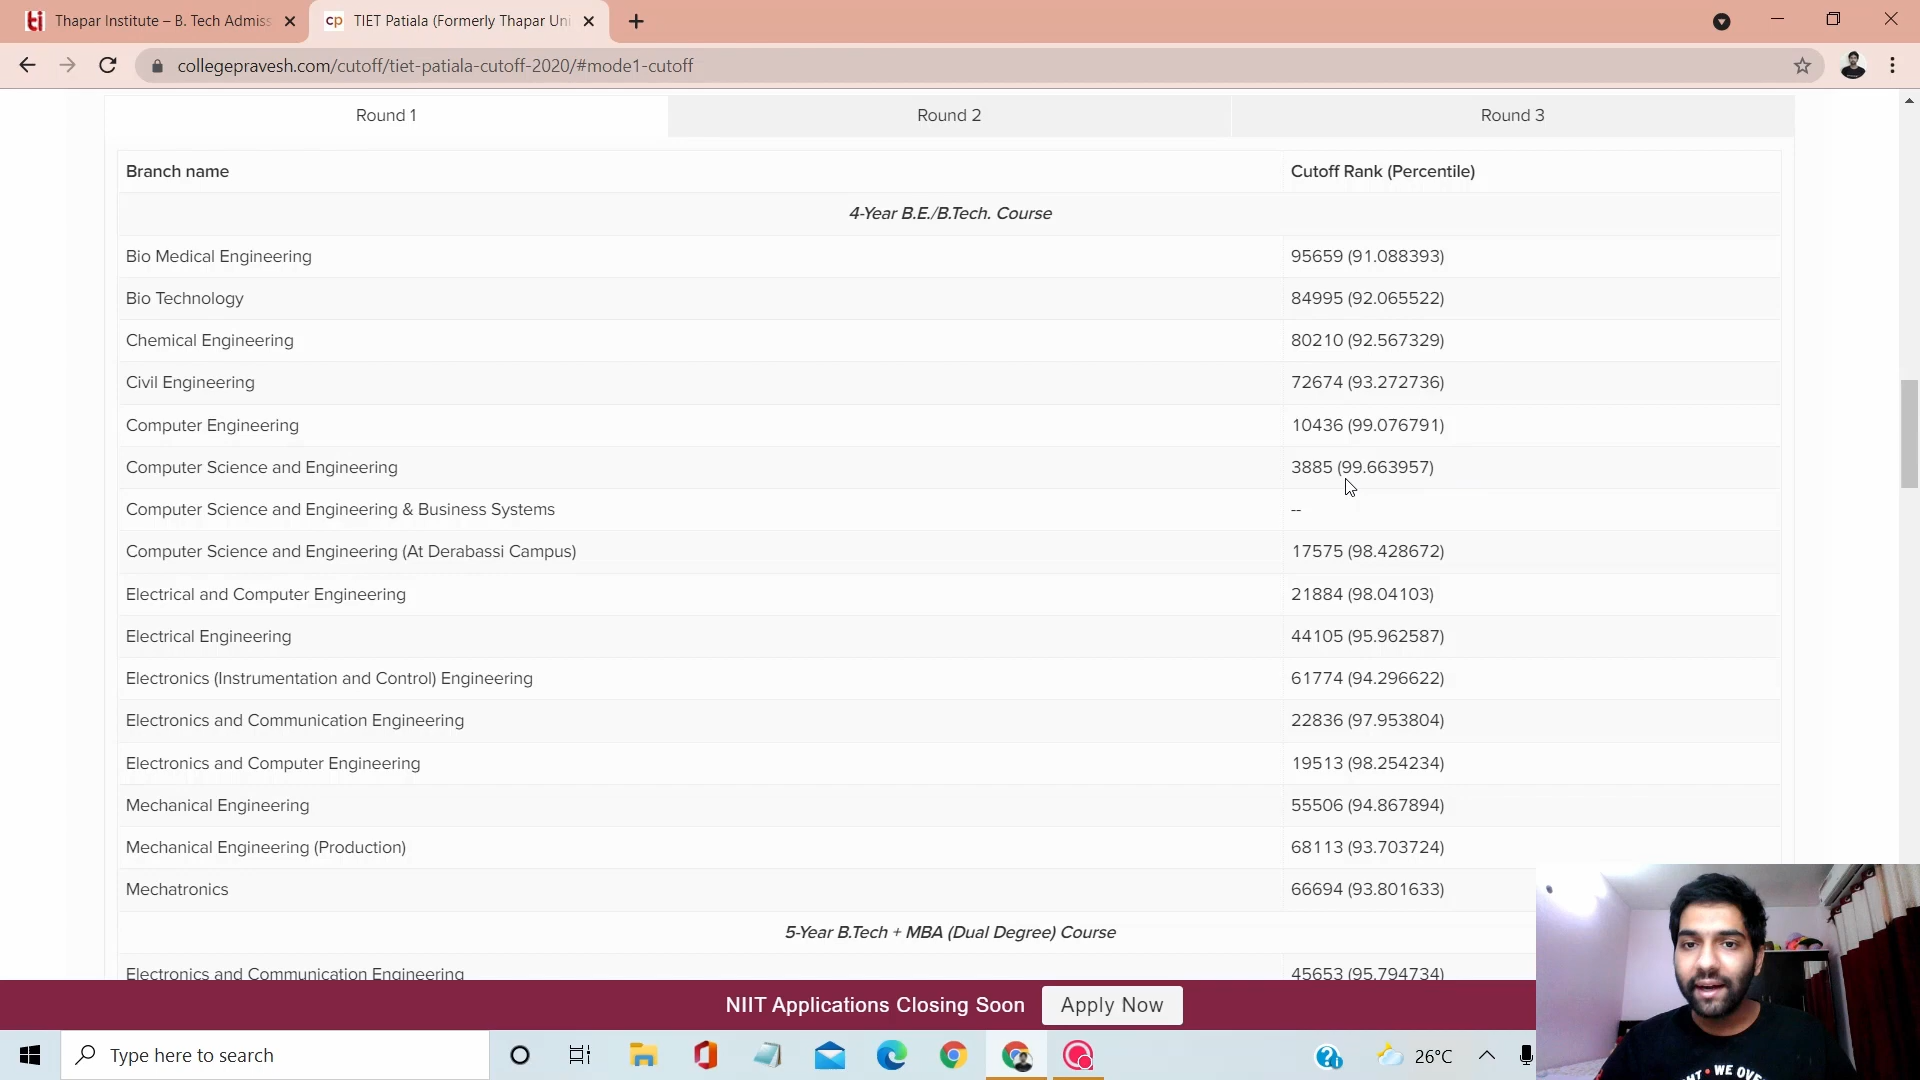 Thapar Institute – B. Tech Admiss
TIET Patiala (Formerly Thapar Uni
collegepravesh.com/cutoff/tiet-patiala-cutoff-2020/#mode1-cutoff
Round 1 Round 2 Round 3
Branch name Cutoff Rank (Percentile)
4-Year B.E./B.Tech. Course
Bio Medical Engineering 95659 (91.088393)
Bio Technology 84995 (92.065522)
Chemical Engineering 80210 (92.567329)
Civil Engineering 72674 (93.272736)
Computer Engineering 10436 (99.076791)
Computer Science and Engineering 3885 (99.663957)
Computer Science and Engineering & Business Systems --
Computer Science and Engineering (At Derabassi Campus) 17575 (98.428672)
Electrical and Computer Engineering 21884 (98.04103)
Electrical Engineering 44105 (95.962587)
Electronics (Instrumentation and Control) Engineering 61774 (94.296622)
Electronics and Communication Engineering 22836 (97.953804)
Electronics and Computer Engineering 19513 (98.254234)
Mechanical Engineering 55506 (94.867894)
Mechanical Engineering (Production) 68113 (93.703724)
Mechatronics 66694 (93.801633)
5-Year B.Tech + MBA (Dual Degree) Course
Electronics and Communication Engineering 45653 (95.794734)
NIIT Applications Closing Soon Apply Now
Type here to search
26°C
WE OVE